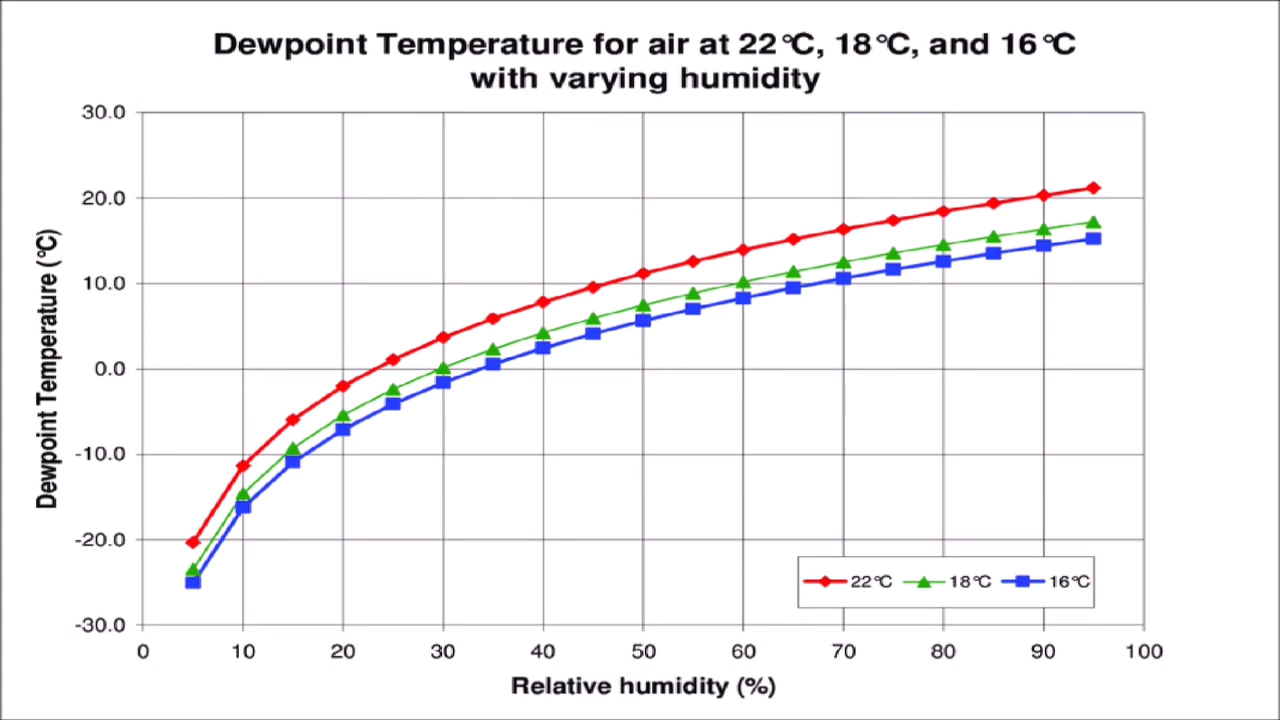 Dewpoint Temperature for air at 22°C, 18°C, and 16°C
with varying humidity
30.0
20.0
10.0
0.0
-10.0
-20.0
-30.0
Dewpoint Temperature (°C)
22°C 18°C 16°C
0 10 20 30 40 50 60 70 80 90 100
Relative humidity (%)